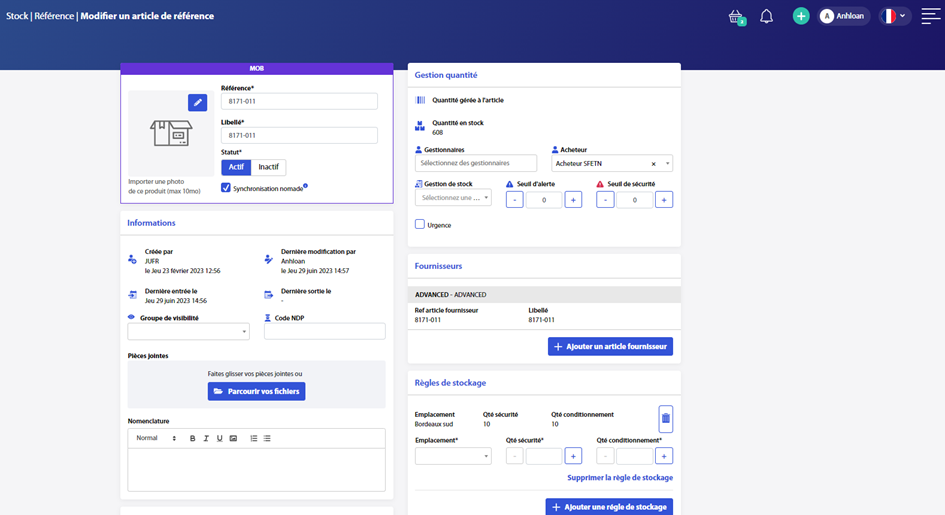 Stock | Référence | Modifier un article de référence
2
A Anhloan
MOB
Référence*
8171-011
Libellé*
8171-011
Statut*
Actif Inactif
Importer une photo
de ce produit (max 10mo)
Synchronisation nomade
Informations
Créée par
JUFR
le Jeu 23 février 2023 12:56
Dernière modification par
Anhloan
le Jeu 29 juin 2023 14:57
Dernière entrée le
Jeu 29 juin 2023 14:56
Dernière sortie le
-
Groupe de visibilité
Code NDP
Pièces jointes
Faites glisser vos pièces jointes ou
Parcourir vos fichiers
Nomenclature
Normal B I U
Gestion quantité
Quantité gérée à l'article
Quantité en stock
608
Gestionnaires
Sélectionnez des gestionnaires
Acheteur
Acheteur SFETN ×
Gestion de stock
Sélectionnez une ...
Seuil d'alerte
- 0 +
Seuil de sécurité
- 0 +
Urgence
Fournisseurs
ADVANCED - ADVANCED
Ref article fournisseur Libellé
8171-011 8171-011
+ Ajouter un article fournisseur
Règles de stockage
Emplacement Qté sécurité Qté conditionnement
Bordeaux sud 10 10
Emplacement* Qté sécurité* Qté conditionnement*
- + - +
Supprimer la règle de stockage
+ Ajouter une règle de stockage